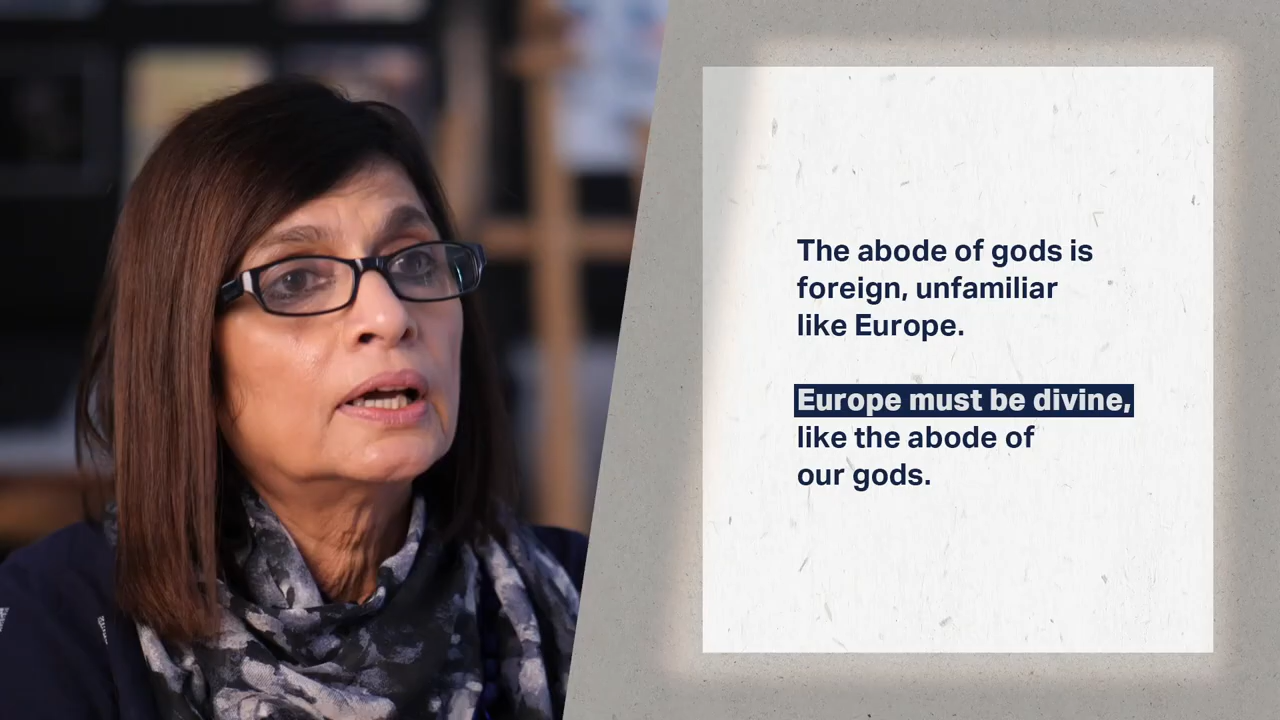 The abode of gods is
foreign, unfamiliar
like Europe.
Europe must be divine,
like the abode of
our gods.